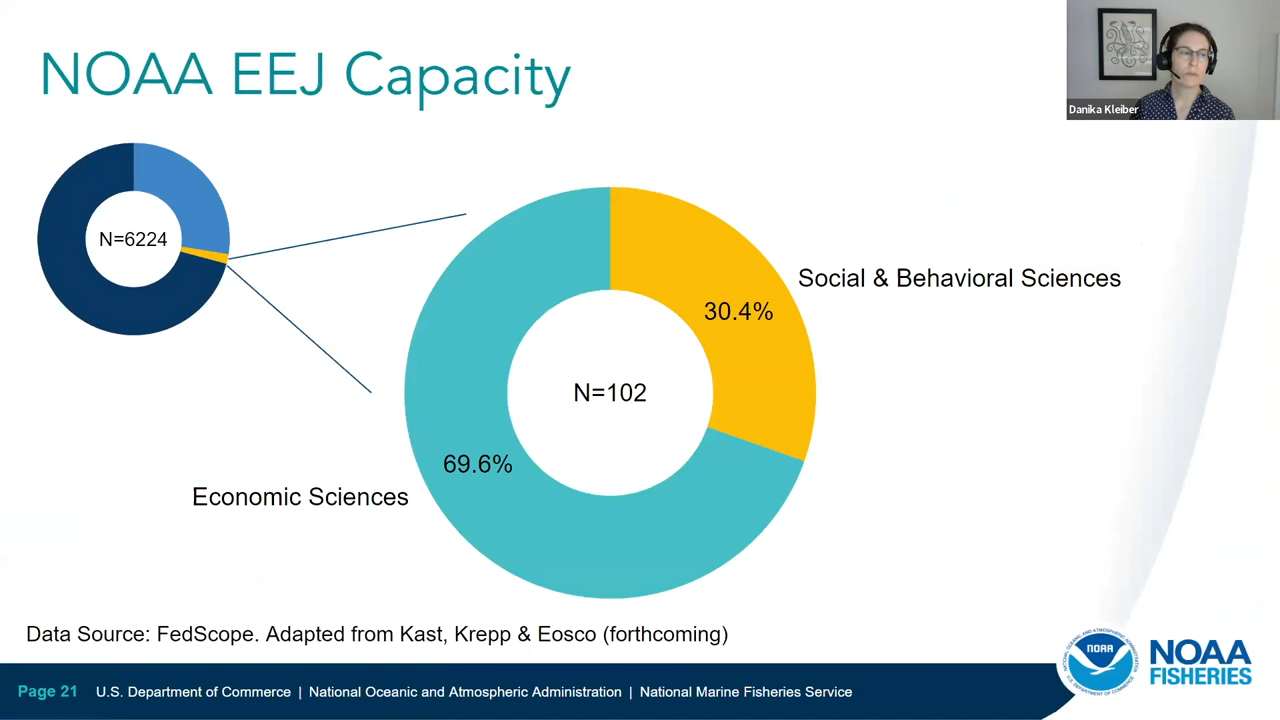 NOAA EEJ Capacity
Danika Kleiber
N=6224
Social & Behavioral Sciences
30.4%
N=102
69.6%
Economic Sciences
Data Source: FedScope. Adapted from Kast, Krepp & Eosco (forthcoming)
Page 21 U.S. Department of Commerce | National Oceanic and Atmospheric Administration | National Marine Fisheries Service
NOAA
NOAA
FISHERIES